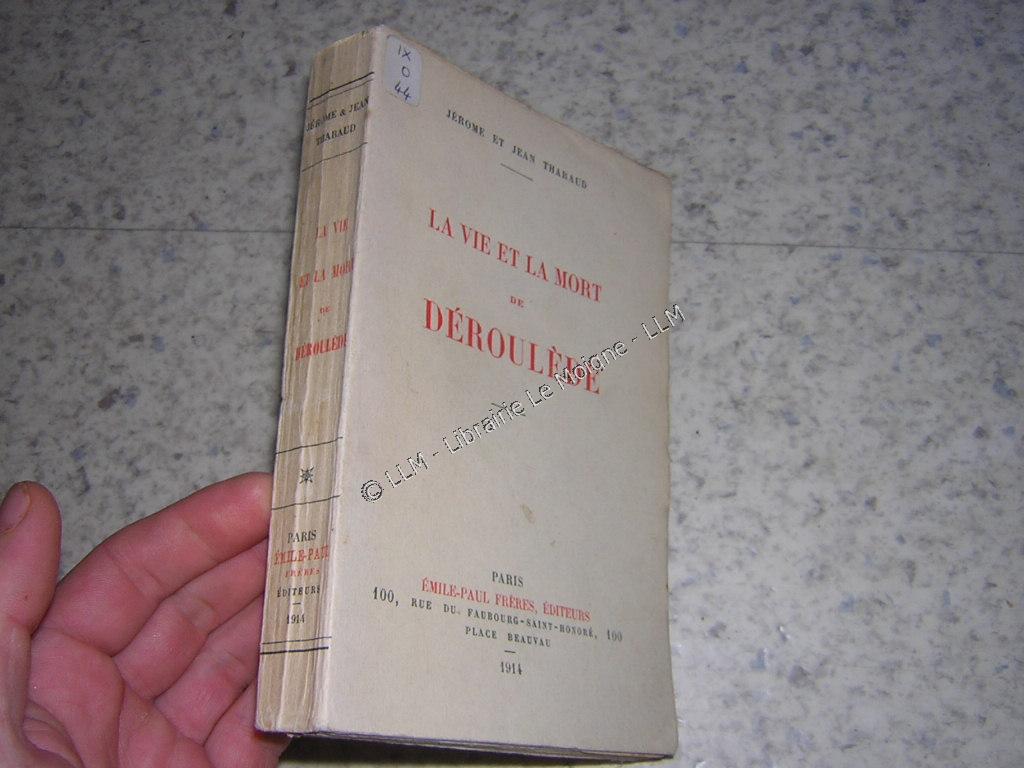 IX
O
44
JÉROME & JEAN
THARAUD
LA VIE
ET LA MORT
DE
DÉROULÈDE
PARIS
ÉMILE-PAUL
FRÈRES
ÉDITEURS
1914
JÉROME ET JEAN THARAUD
LA VIE ET LA MORT
DE
DÉROULÈDE
PARIS
ÉMILE-PAUL FRÈRES, ÉDITEURS
100, RUE DU FAUBOURG-SAINT-HONORÉ, 100
PLACE BEAUVAU
1914
© LLM - Librairie Le Moigne - LLM